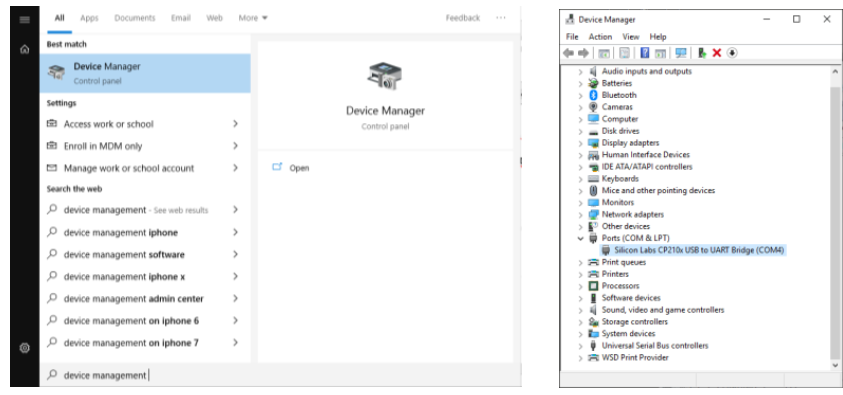 All Apps Documents Email Web More Feedback ...
Best match
Device Manager
Control panel
Settings
Access work or school
Enroll in MDM only
Manage work or school account
Search the web
device management - See web results
device management iphone
device management software
device management iphone x
device management admin center
device management on iphone 6
device management on iphone 7
device management
Device Manager
Control panel
Open
Device Manager
File Action View Help
Audio inputs and outputs
Batteries
Bluetooth
Cameras
Computer
Disk drives
Display adapters
Human Interface Devices
IDE ATA/ATAPI controllers
Keyboards
Mice and other pointing devices
Monitors
Network adapters
Other devices
Ports (COM & LPT)
Silicon Labs CP210x USB to UART Bridge (COM4)
Print queues
Printers
Processors
Software devices
Sound, video and game controllers
Storage controllers
System devices
Universal Serial Bus controllers
WSD Print Provider